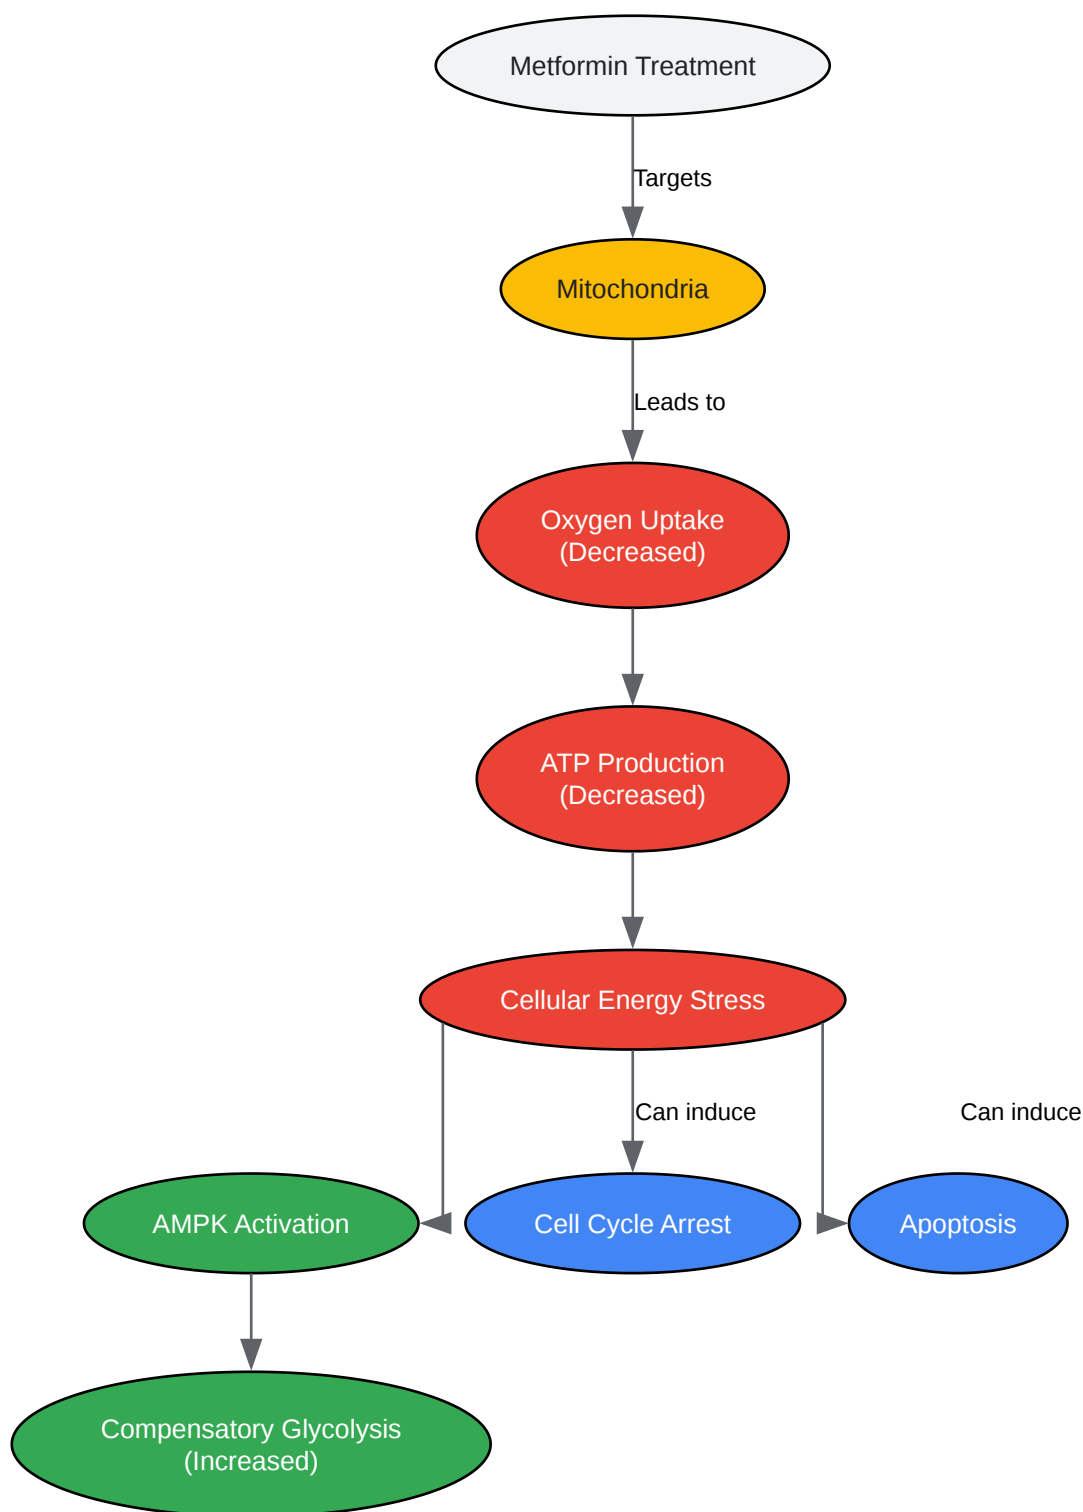 Metformin Treatment
Targets
Mitochondria
Leads to
Oxygen Uptake
(Decreased)
ATP Production
(Decreased)
Cellular Energy Stress
Can induce
Can induce
AMPK Activation
Cell Cycle Arrest
Apoptosis
Compensatory Glycolysis
(Increased)